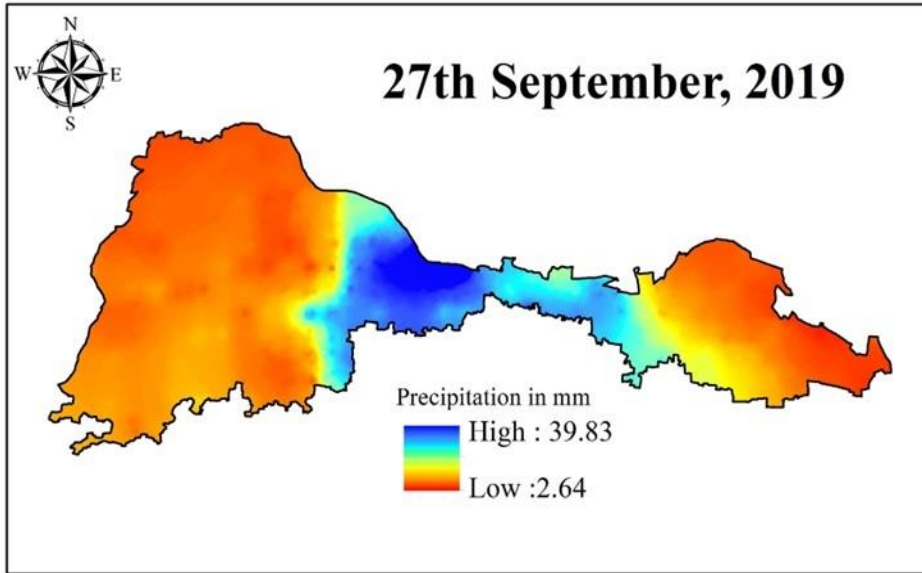 N
W E
S
27th September, 2019
Precipitation in mm
High : 39.83
Low :2.64